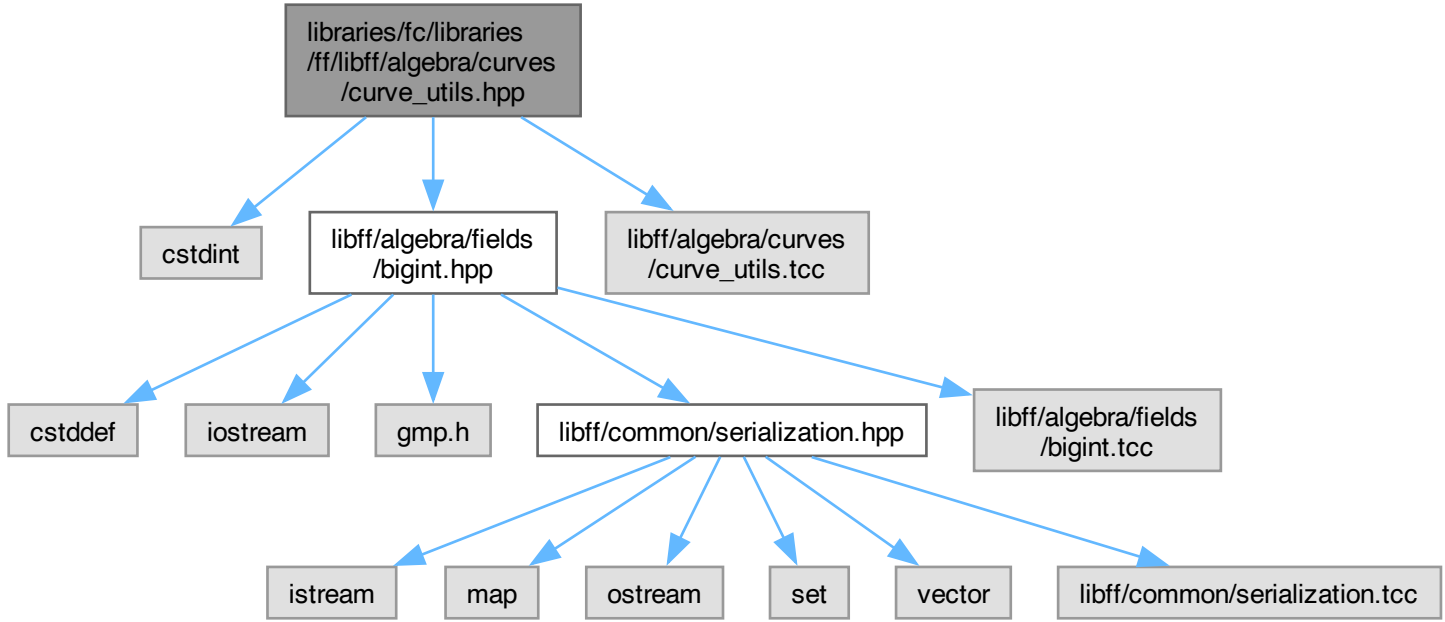 libraries/fc/libraries
/ff/libff/algebra/curves
/curve_utils.hpp
cstdint
libff/algebra/fields
/bigint.hpp
libff/algebra/curves
/curve_utils.tcc
cstddef
iostream
gmp.h
libff/common/serialization.hpp
libff/algebra/fields
/bigint.tcc
istream
map
ostream
set
vector
libff/common/serialization.tcc